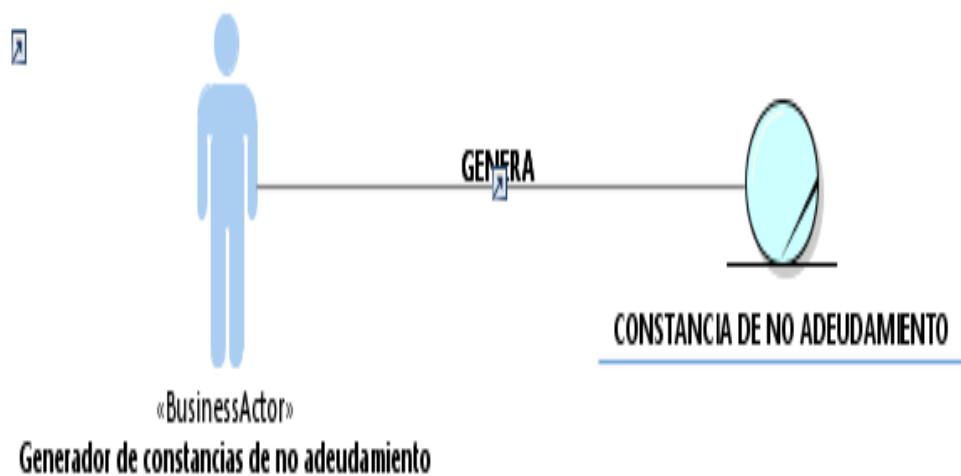 GENERA
CONSTANCIA DE NO ADEUDAMIENTO
«BusinessActor»
Generador de constancias de no adeudamiento